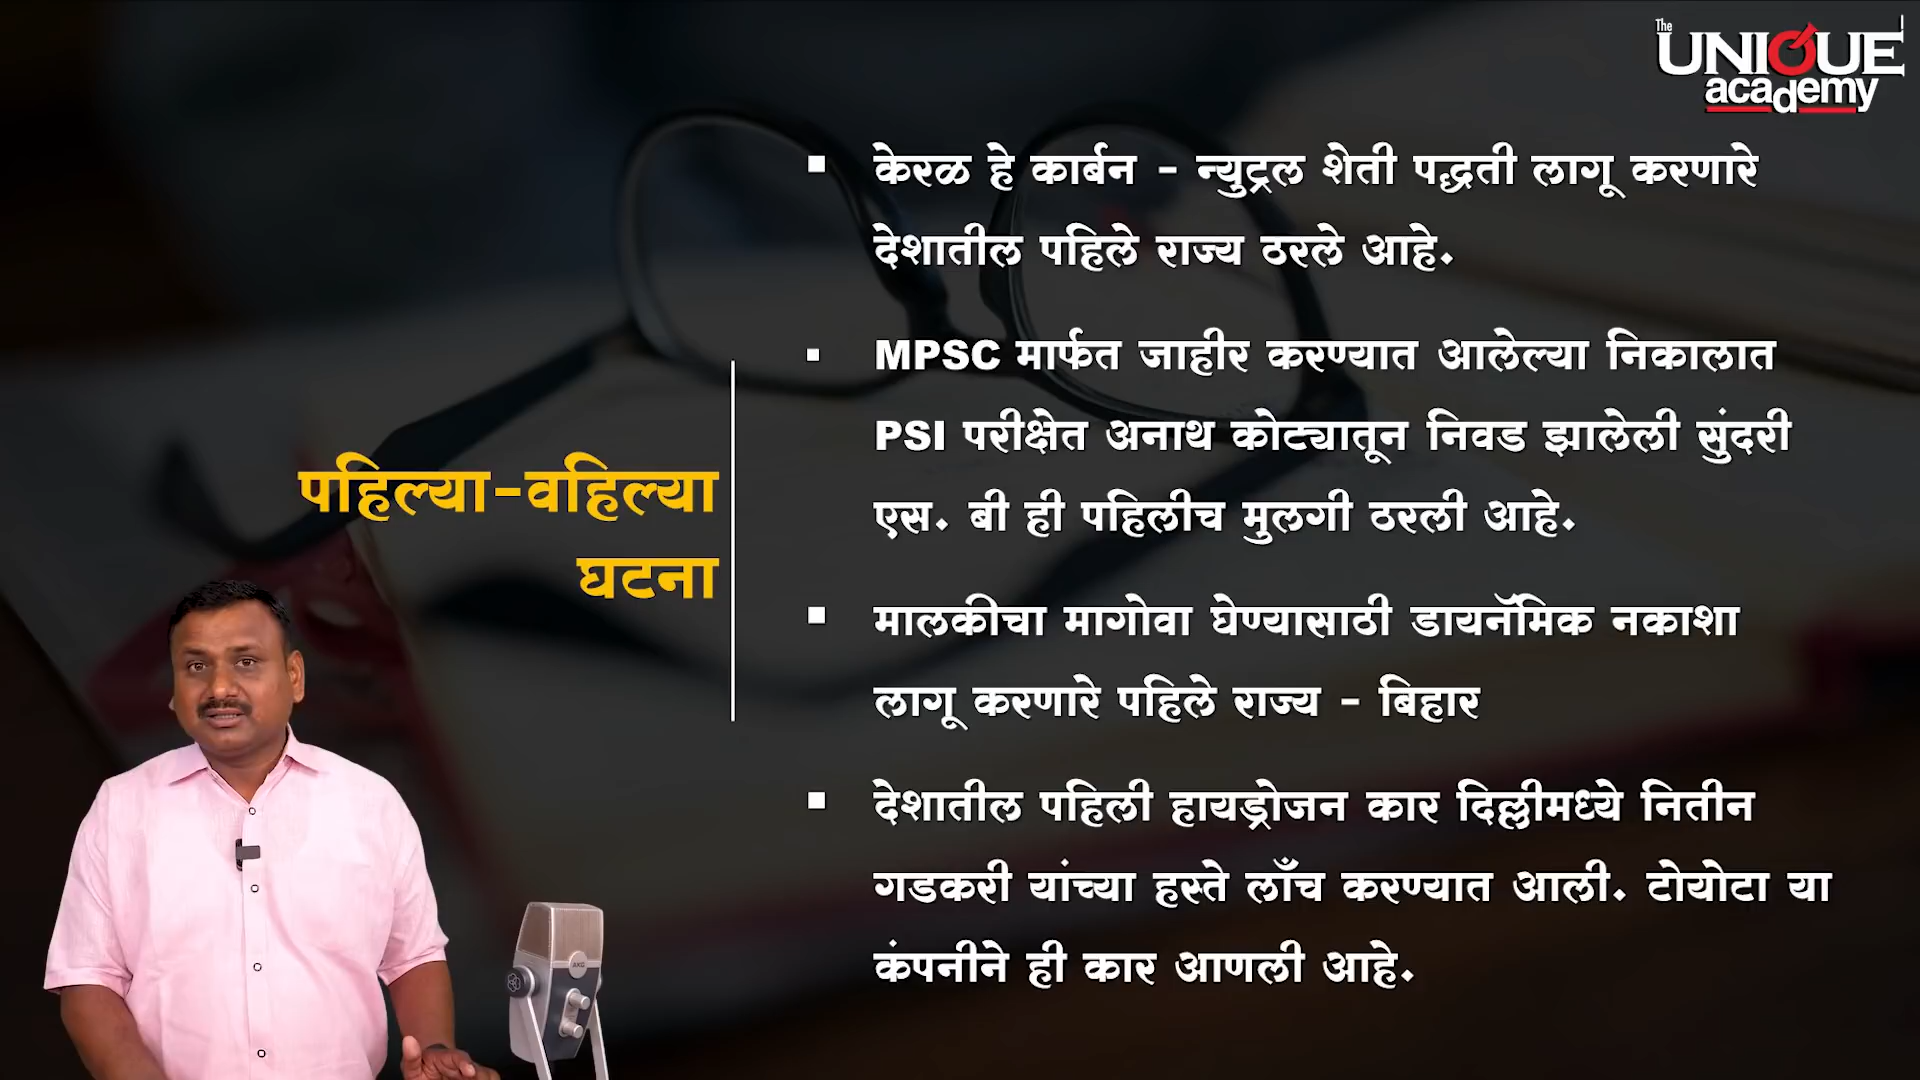 The
UNIQUE
academy
केरळ हे कार्बन - न्युट्रल शेती पद्धती लागू करणारे
देशातील पहिले राज्य ठरले आहे.
MPSC मार्फत जाहीर करण्यात आलेल्या निकालात
PSI परीक्षेत अनाथ कोट्यातून निवड झालेली सुंदरी
एस. बी ही पहिलीच मुलगी ठरली आहे.
पहिल्या-वहिल्या
घटना
मालकीचा मागोवा घेण्यासाठी डायनॅमिक नकाशा
लागू करणारे पहिले राज्य - बिहार
देशातील पहिली हायड्रोजन कार दिल्लीमध्ये नितीन
गडकरी यांच्या हस्ते लाँच करण्यात आली. टोयोटा या
कंपनीने ही कार आणली आहे.
AKG